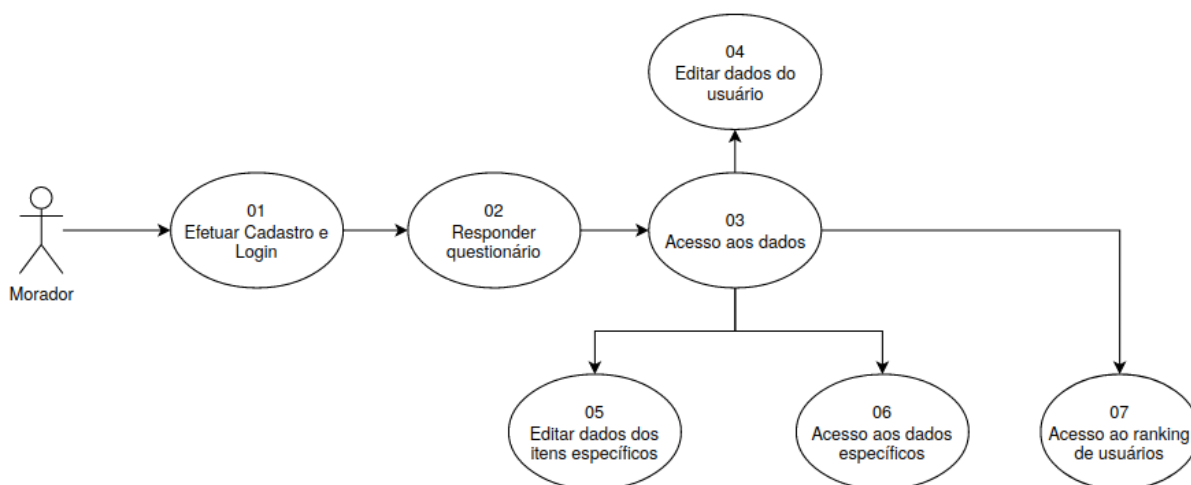 04
Editar dados do
usuário
01
Efetuar Cadastro e
Login
02
Responder
questionário
03
Acesso aos dados
Morador
05
Editar dados dos
itens específicos
06
Acesso aos dados
específicos
07
Acesso ao ranking
de usuários